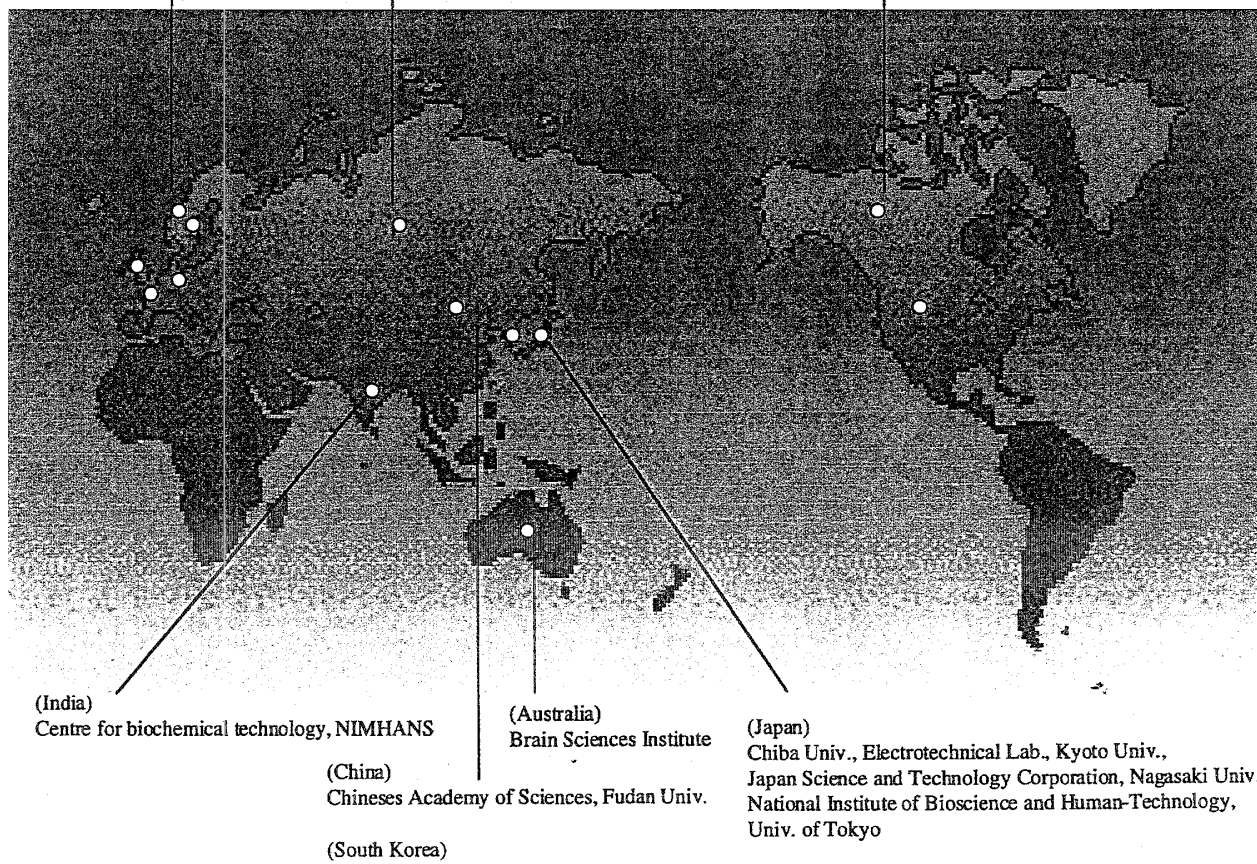 (India)
Centre for biochemical technology, NIMHANS
(China)
Chineses Academy of Sciences, Fudan Univ.
(South Korea)
(Australia)
Brain Sciences Institute
(Japan)
Chiba Univ., Electrotechnical Lab., Kyoto Univ.,
Japan Science and Technology Corporation, Nagasaki Univ.
National Institute of Bioscience and Human-Technology,
Univ. of Tokyo